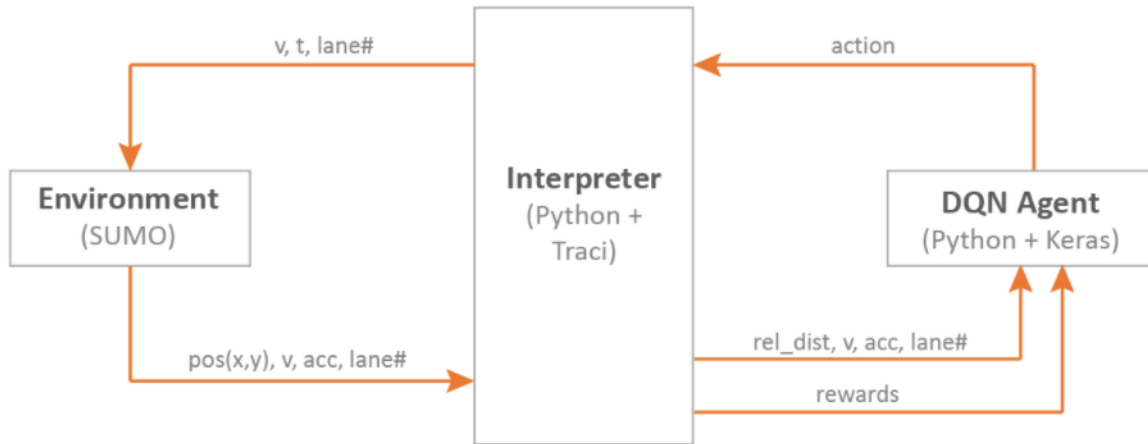 v, t, lane#
action
Environment
(SUMO)
Interpreter
(Python +
Traci)
DQN Agent
(Python + Keras)
pos(x,y), v, acc, lane#
rel_dist, v, acc, lane#
rewards